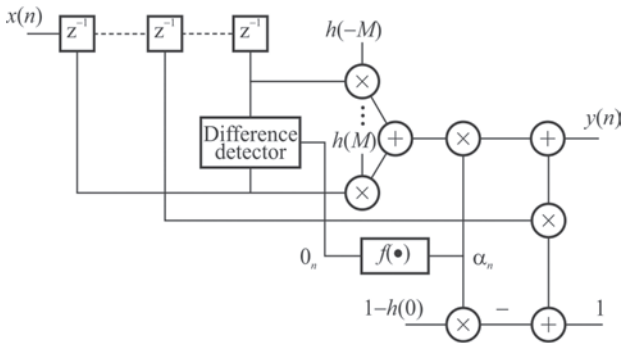 x(n)
z⁻¹
z⁻¹
z⁻¹
h(−M)
×
Difference
detector
h(M)
×
+
×
+
y(n)
×
0ₙ
f(•)
αₙ
1−h(0)
×
−
+
1